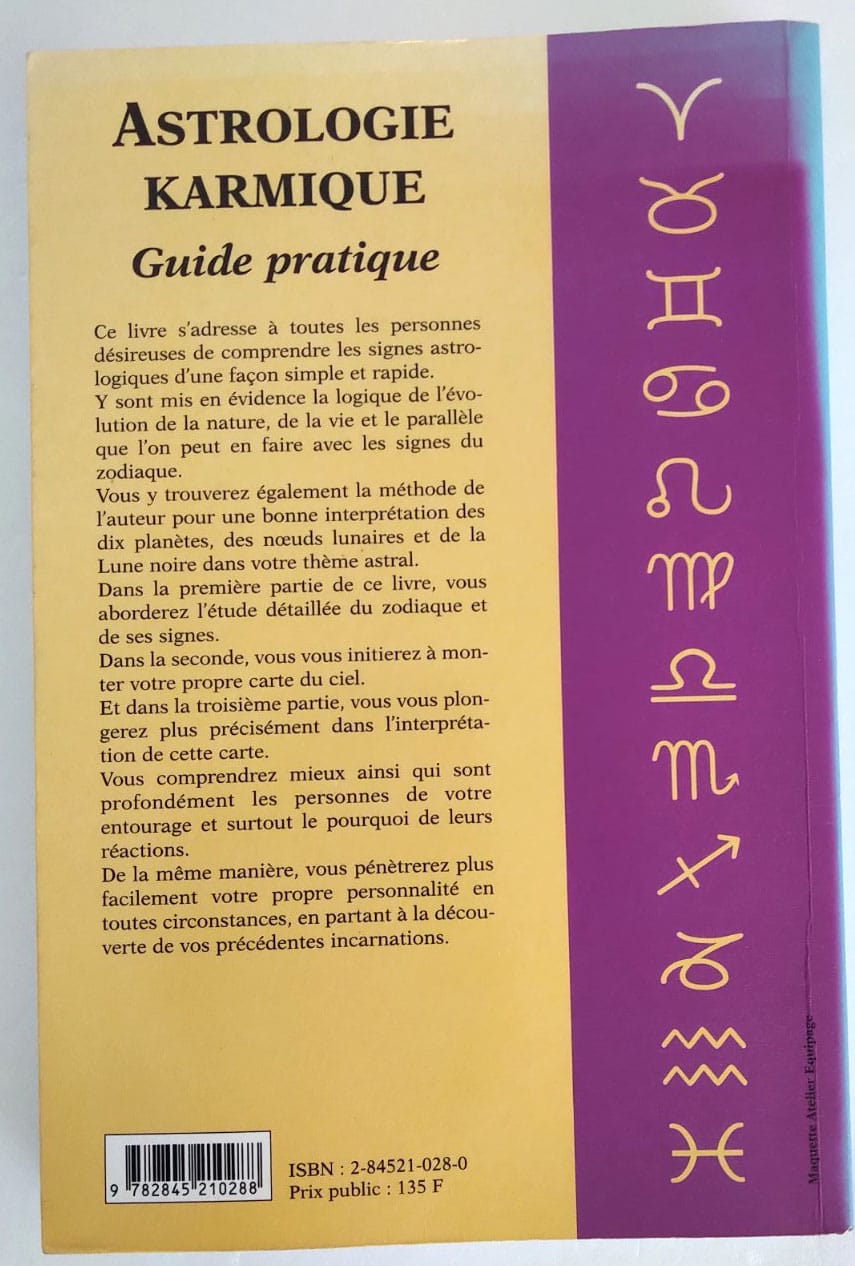 ASTROLOGIE
KARMIQUE
Guide pratique
Ce livre s'adresse à toutes les personnes
désireuses de comprendre les signes astro-
logiques d'une façon simple et rapide.
Y sont mis en évidence la logique de l'évo-
lution de la nature, de la vie et le parallèle
que l'on peut en faire avec les signes du
zodiaque.
Vous y trouverez également la méthode de
l'auteur pour une bonne interprétation des
dix planètes, des nœuds lunaires et de la
Lune noire dans votre thème astral.
Dans la première partie de ce livre, vous
aborderez l'étude détaillée du zodiaque et
de ses signes.
Dans la seconde, vous vous initierez à mon-
ter votre propre carte du ciel.
Et dans la troisième partie, vous vous plon-
gerez plus précisément dans l'interpréta-
tion de cette carte.
Vous comprendrez mieux ainsi qui sont
profondément les personnes de votre
entourage et surtout le pourquoi de leurs
réactions.
De la même manière, vous pénètrerez plus
facilement votre propre personnalité en
toutes circonstances, en partant à la décou-
verte de vos précédentes incarnations.
9 782845 210288
ISBN : 2-84521-028-0
Prix public : 135 F
Maquette Atelier Equipage